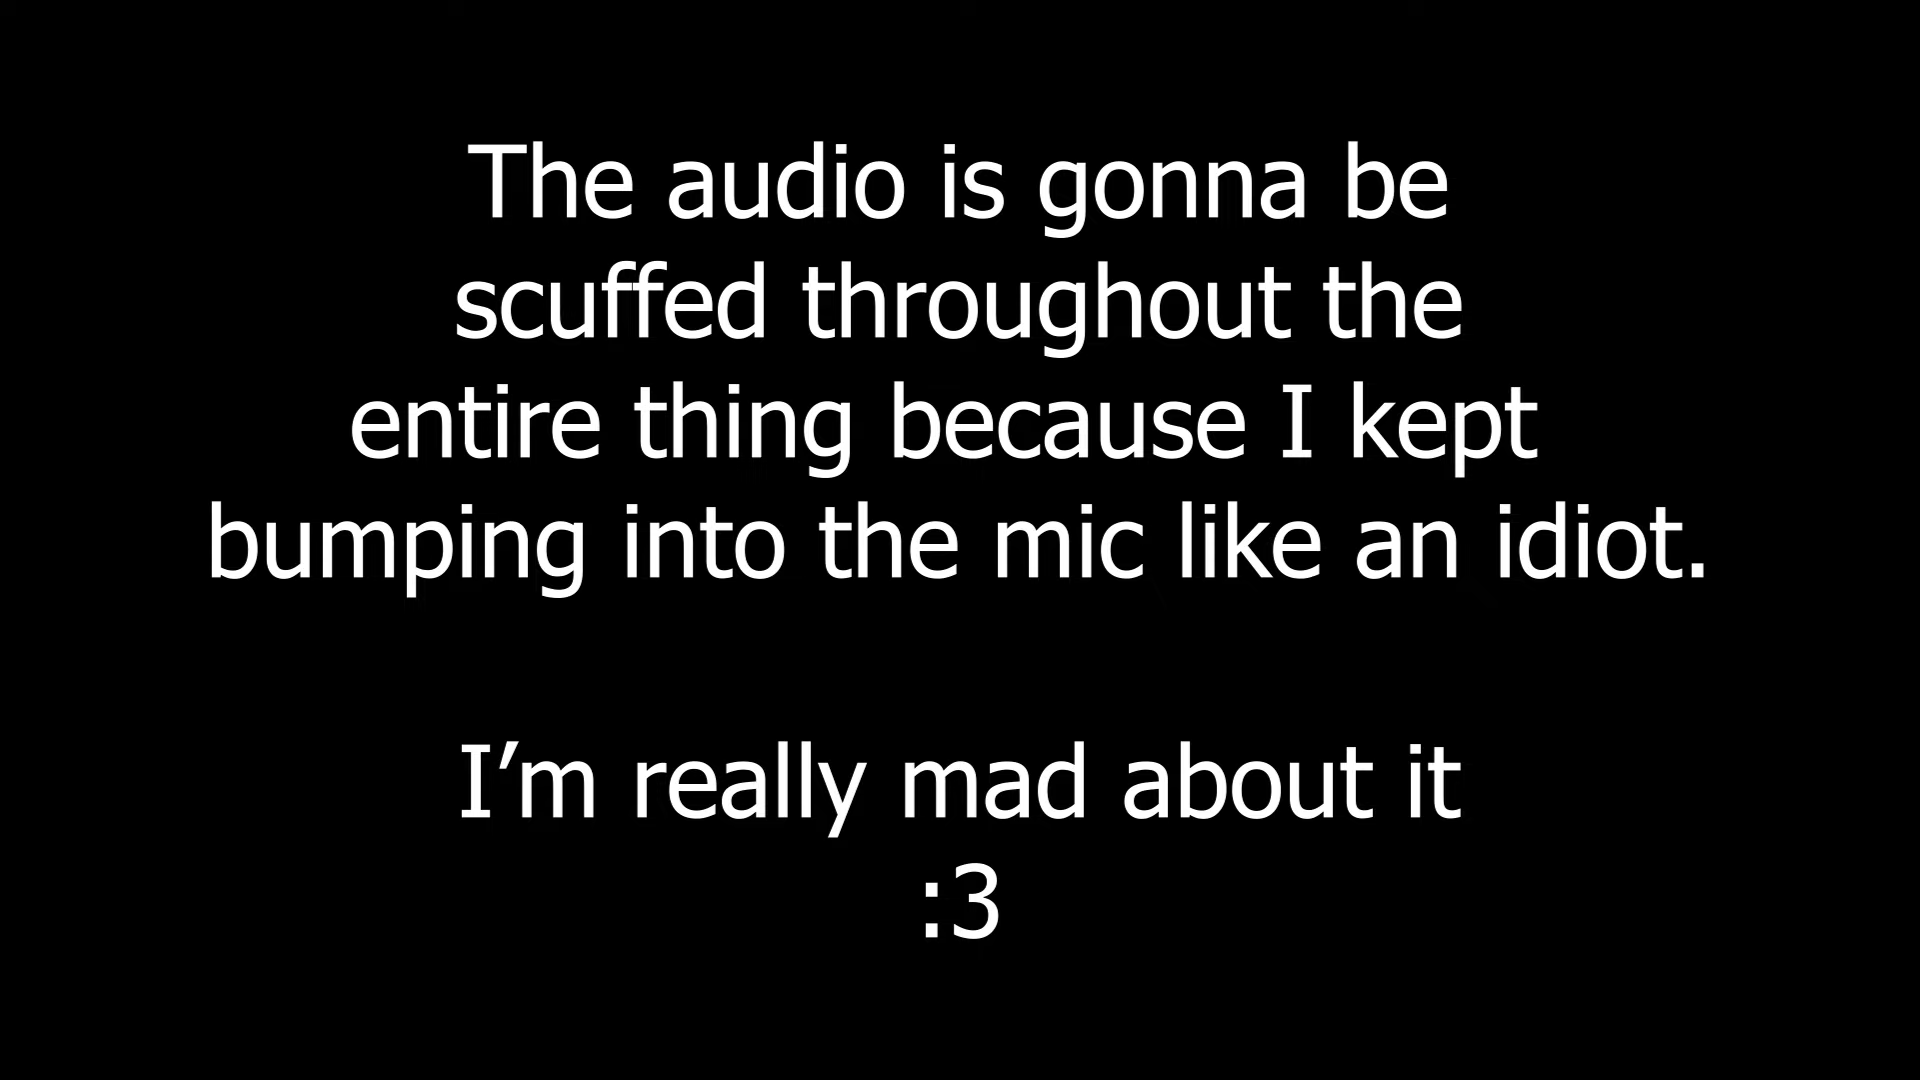 The audio is gonna be
scuffed throughout the
entire thing because I kept
bumping into the mic like an idiot.
I’m really mad about it
:3